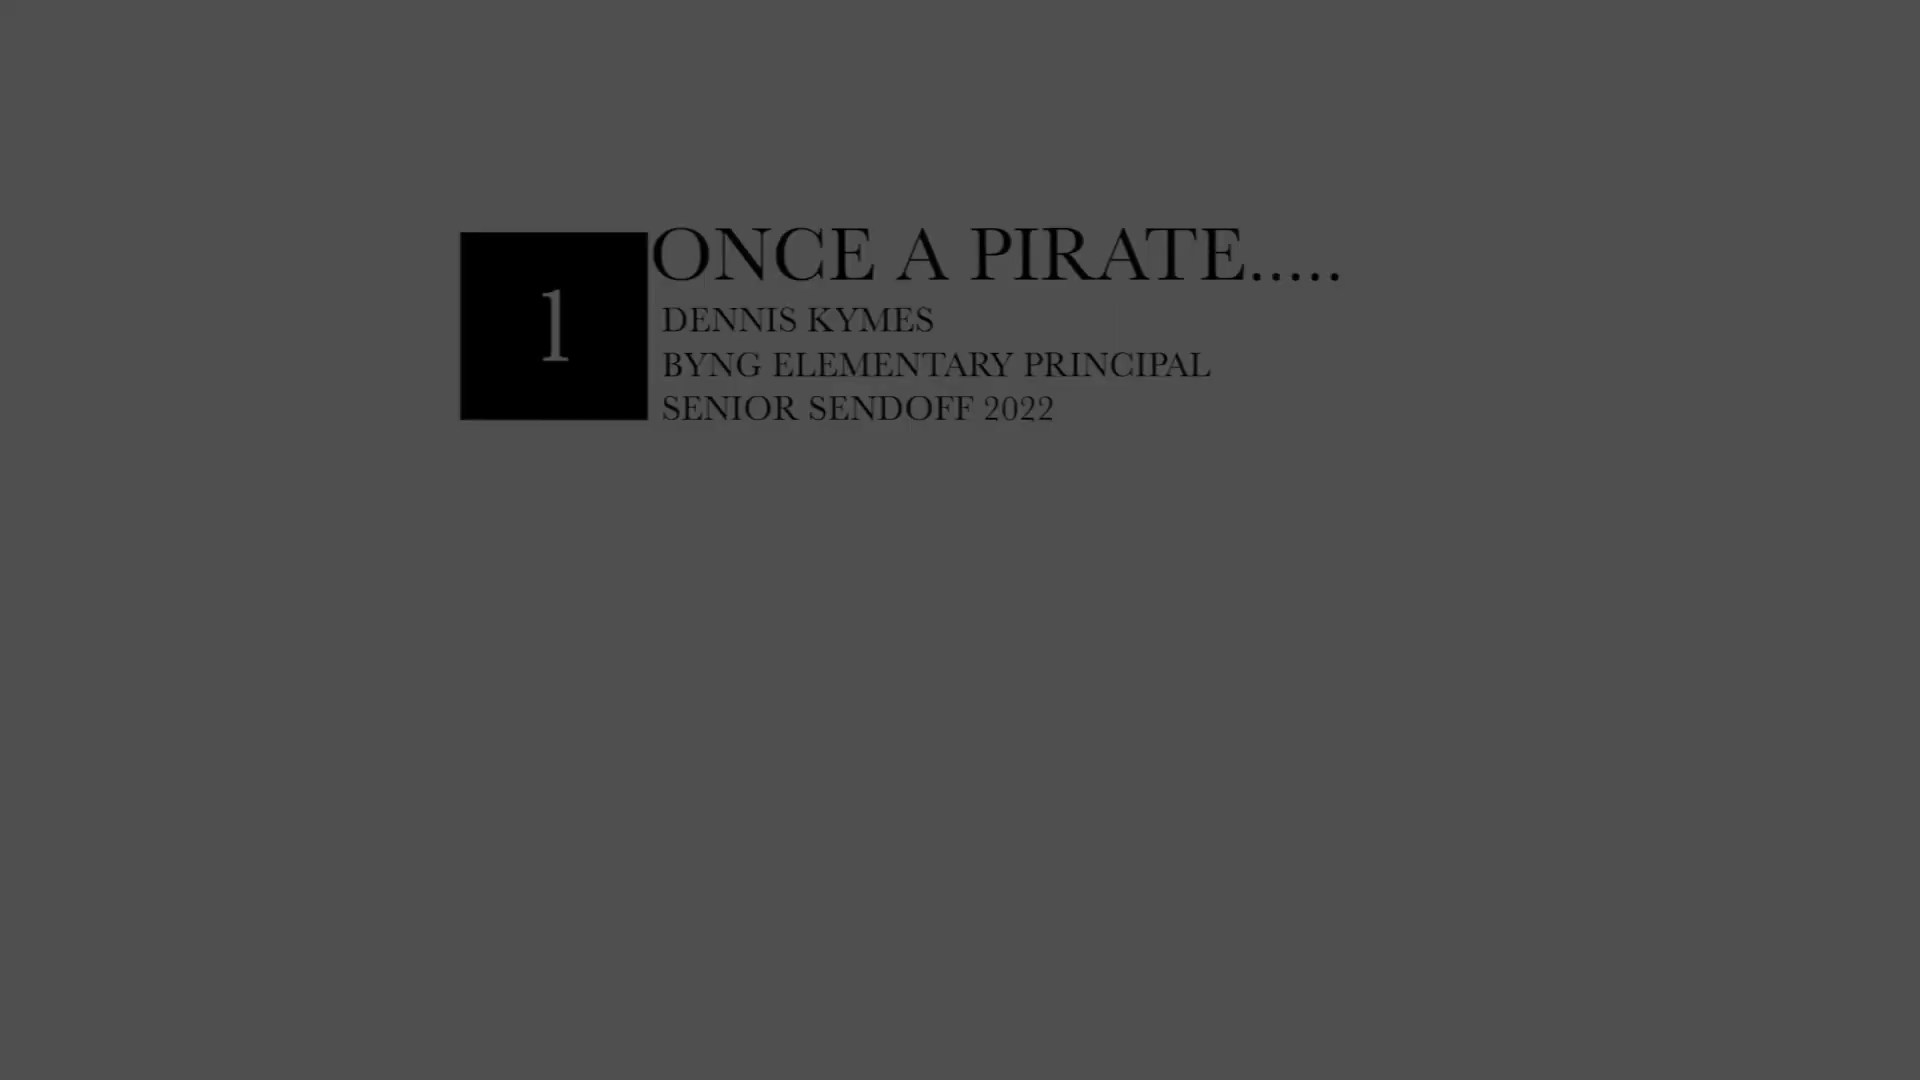 1
ONCE A PIRATE.....
DENNIS KYMES
BYNG ELEMENTARY PRINCIPAL
SENIOR SENDOFF 2022